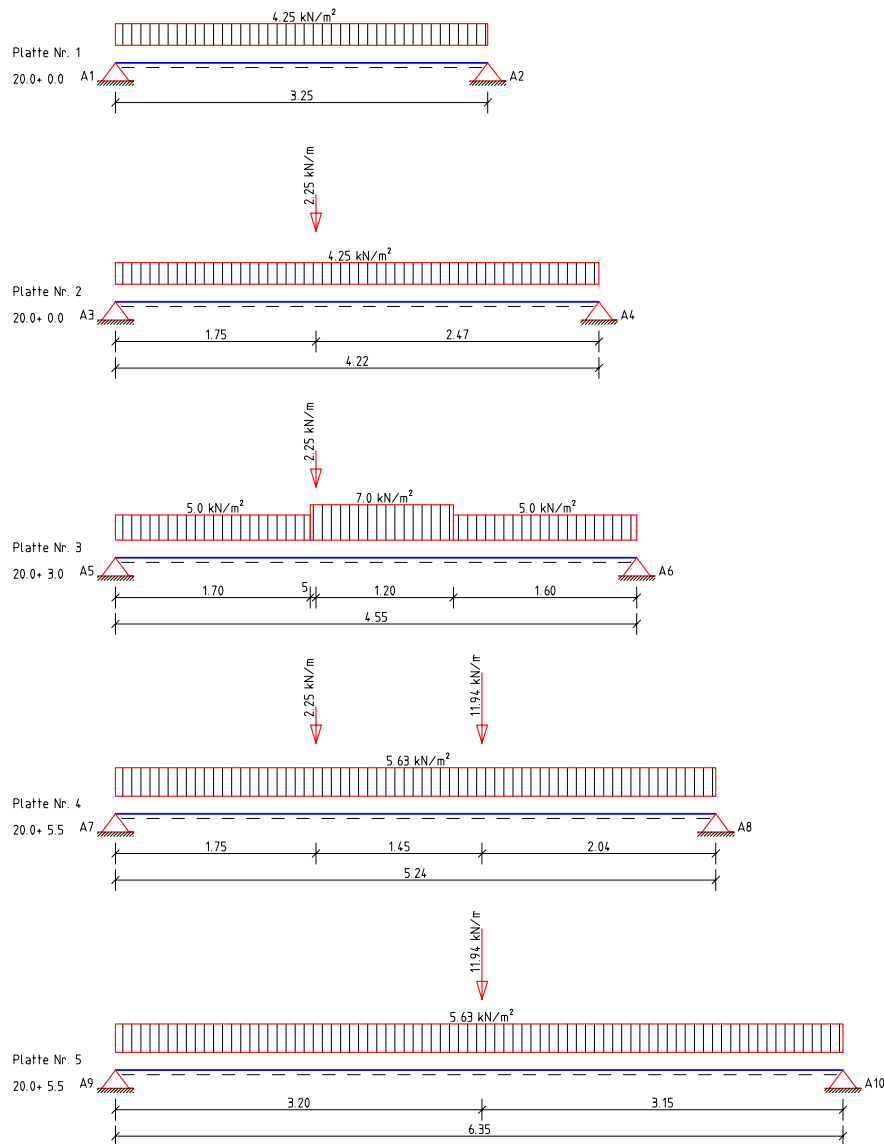 4.25 kN/m²
Platte Nr. 1
20.0+ 0.0
A1
A2
3.25
2.25 kN/m
4.25 kN/m²
Platte Nr. 2
20.0+ 0.0
A3
A4
1.75
2.47
4.22
2.25 kN/m
5.0 kN/m²
7.0 kN/m²
5.0 kN/m²
Platte Nr. 3
20.0+ 3.0
A5
A6
1.70
5
1.20
1.60
4.55
2.25 kN/m
11.94 kN/m
5.63 kN/m²
Platte Nr. 4
20.0+ 5.5
A7
A8
1.75
1.45
2.04
5.24
11.94 kN/m
5.63 kN/m²
Platte Nr. 5
20.0+ 5.5
A9
A10
3.20
3.15
6.35